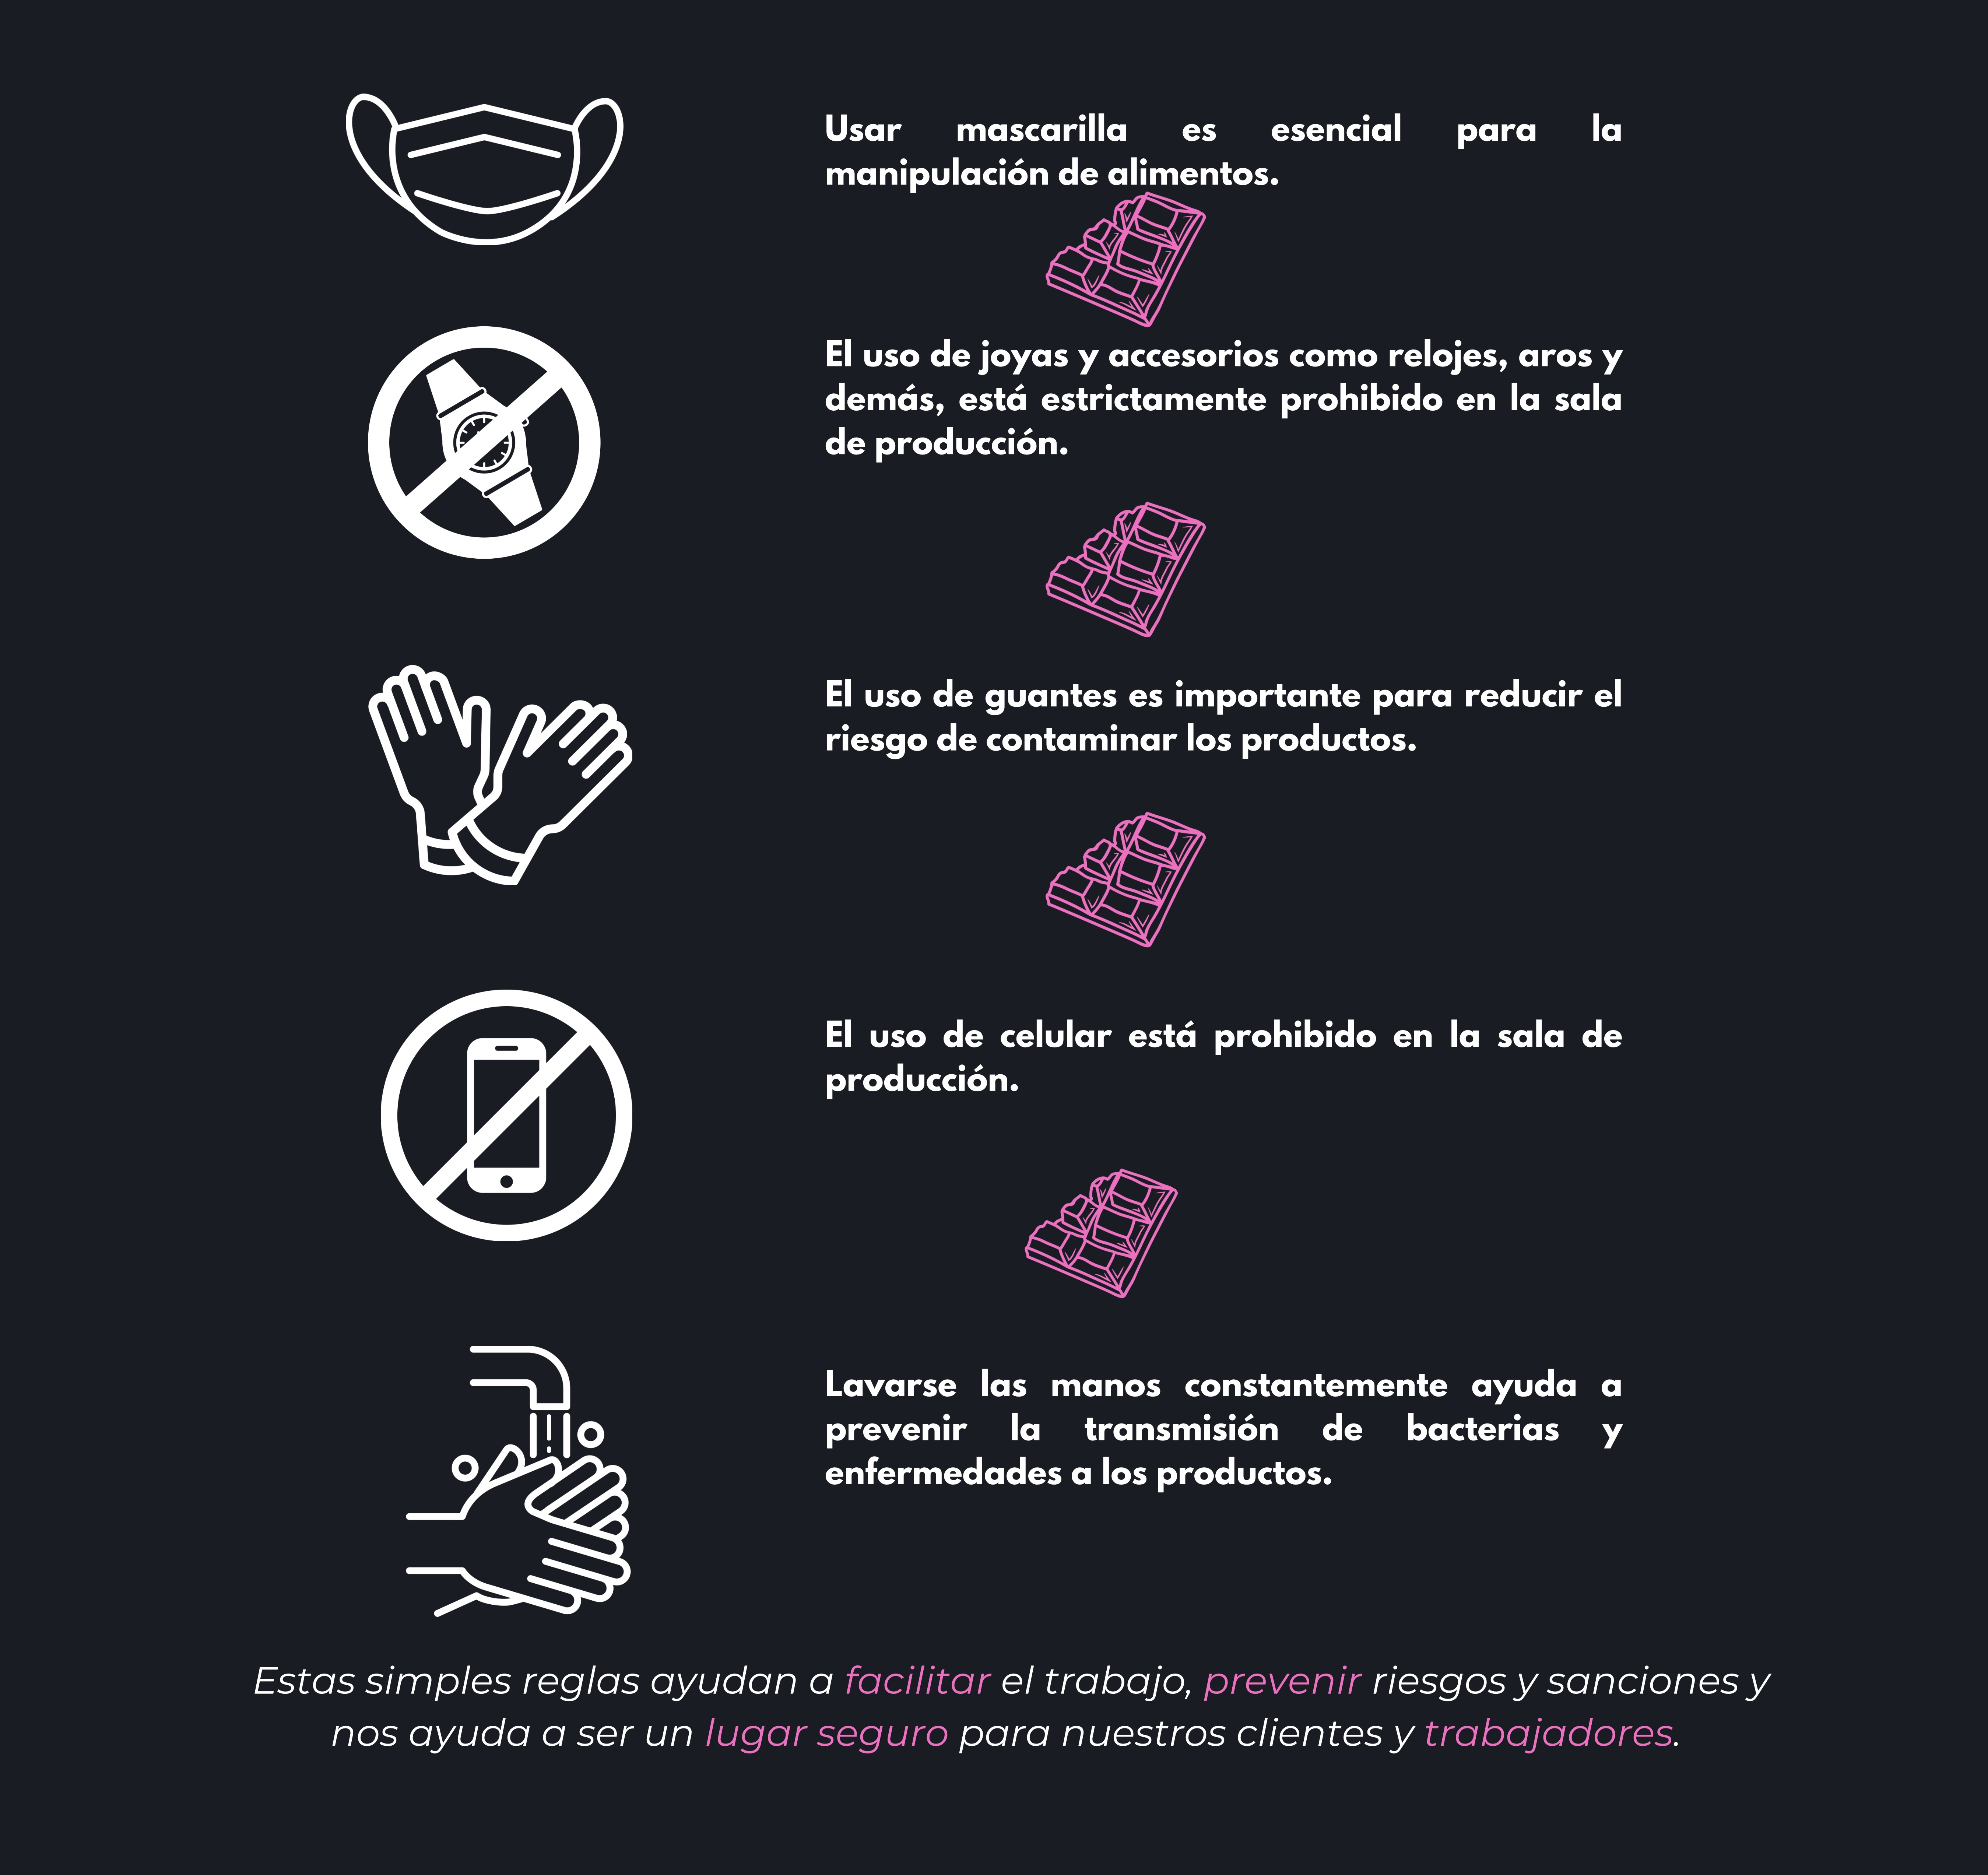 Usar mascarilla es esencial para la
manipulación de alimentos.
El uso de joyas y accesorios como relojes, aros y
demás, está estrictamente prohibido en la sala
de producción.
El uso de guantes es importante para reducir el
riesgo de contaminar los productos.
El uso de celular está prohibido en la sala de
producción.
Lavarse las manos constantemente ayuda a
prevenir la transmisión de bacterias y
enfermedades a los productos.
Estas simples reglas ayudan a facilitar el trabajo, prevenir riesgos y sanciones y
nos ayuda a ser un lugar seguro para nuestros clientes y trabajadores.